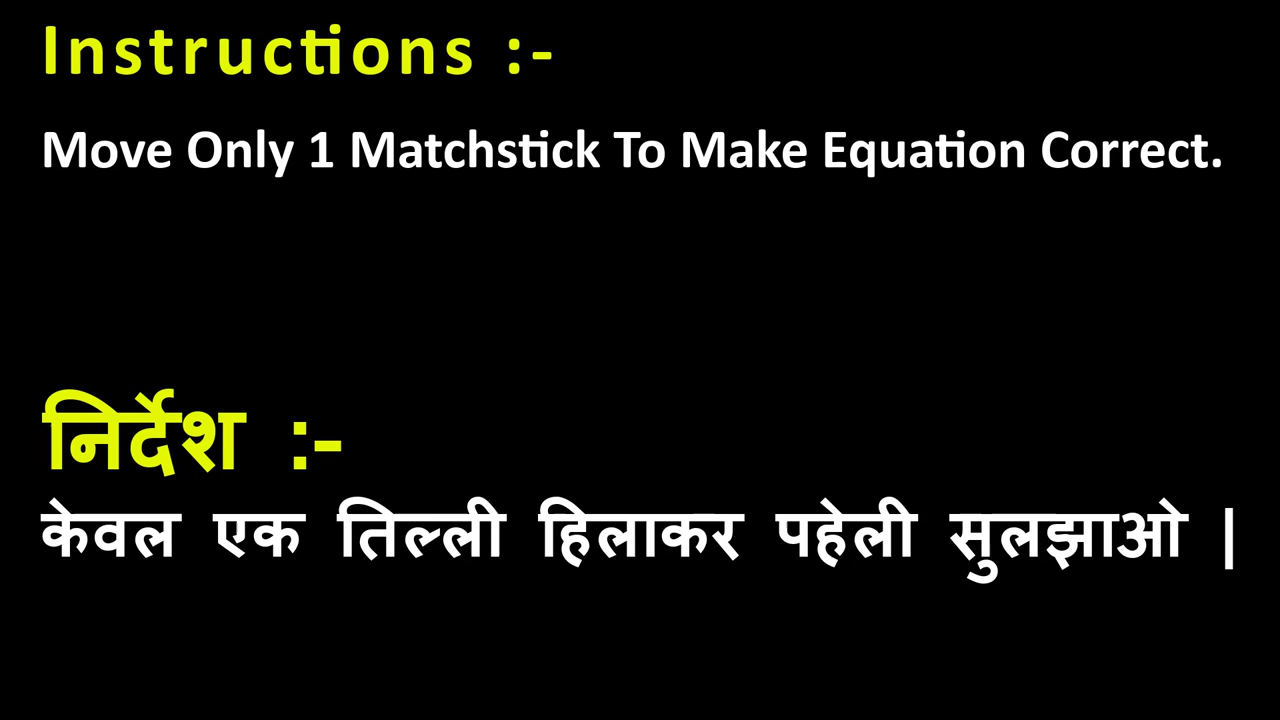 Instructions :-
Move Only 1 Matchstick To Make Equation Correct.
निर्देश :-
केवल एक तिल्ली हिलाकर पहेली सुलझाओ |